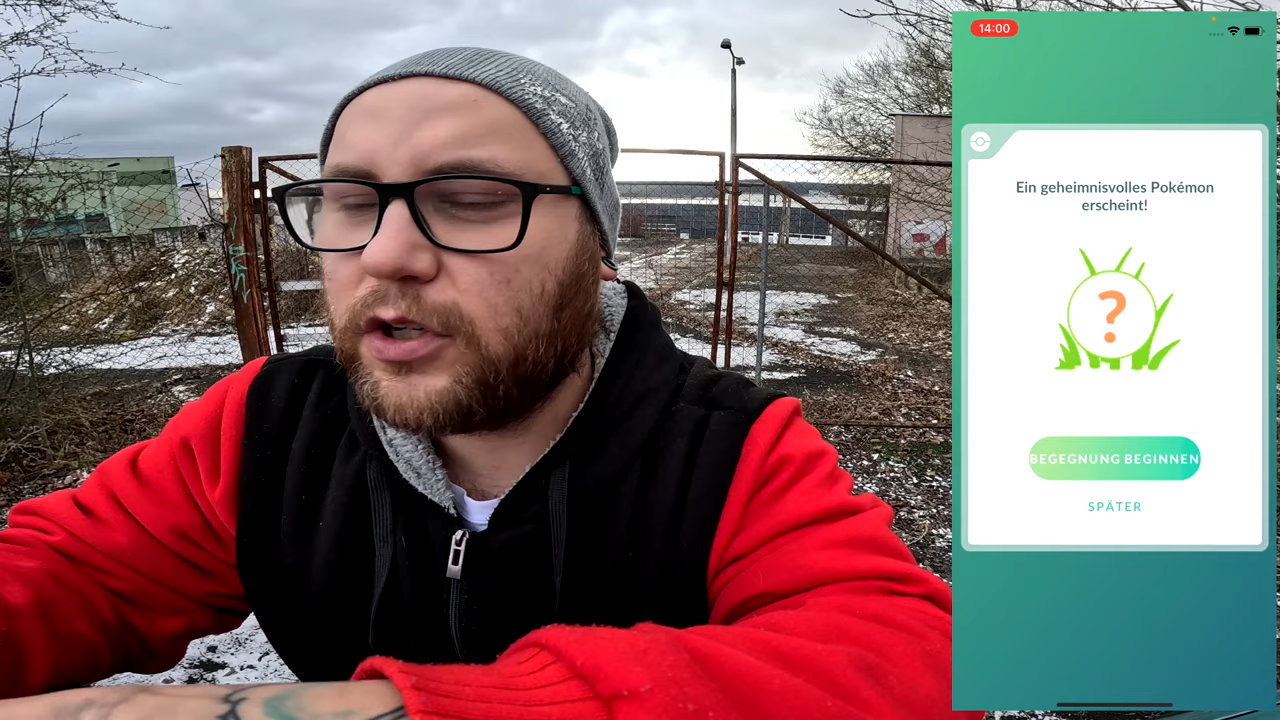 14:00
Ein geheimnisvolles Pokémon
erscheint!
?
BEGEGNUNG BEGINNEN
SPÄTER